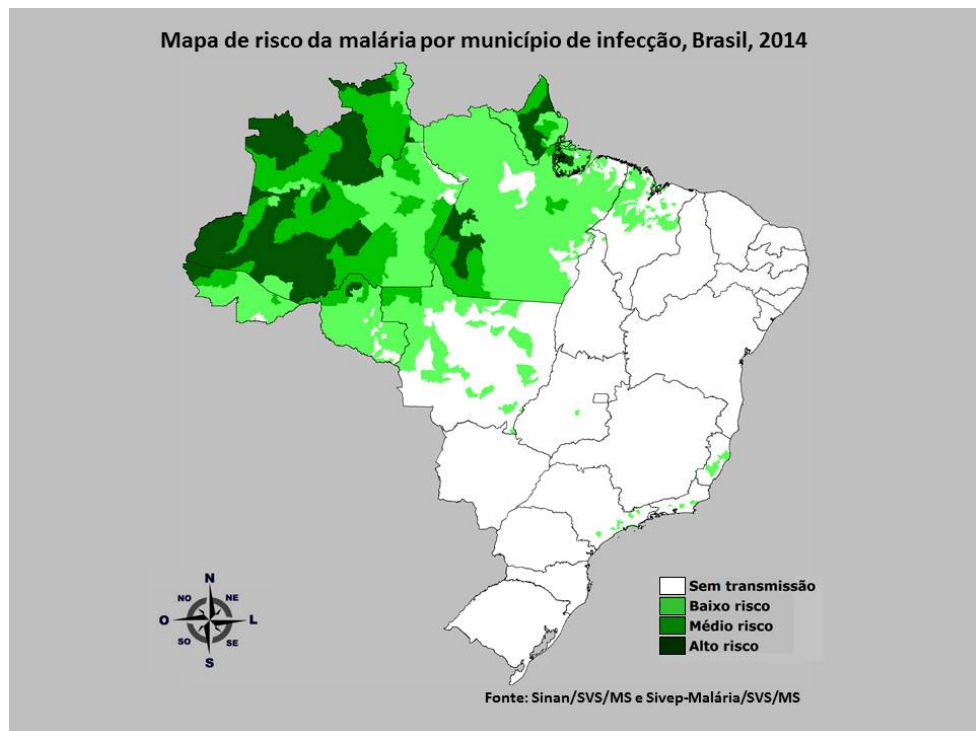 Mapa de risco da malária por município de infecção, Brasil, 2014
N
NO NE
O L
SO SE
S
Sem transmissão
Baixo risco
Médio risco
Alto risco
Fonte: Sinan/SVS/MS e Sivep-Malária/SVS/MS